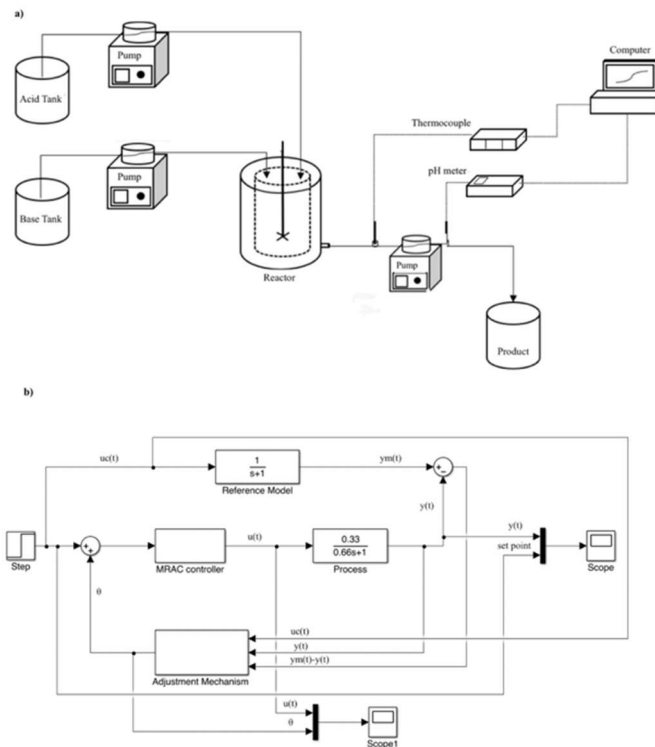 a)
Computer
Pump
Acid Tank
Thermocouple
pH meter
Pump
Base Tank
Pump
Reactor
Product
b)
uc(t)
1
s+1
ym(t)
Reference Model
y(t)
u(t)
0.33
0.66s+1
y(t)
set point
Step
MRAC controller
Process
Scope
θ
uc(t)
y(t)
ym(t)-y(t)
Adjustment Mechanism
u(t)
θ
Scope1